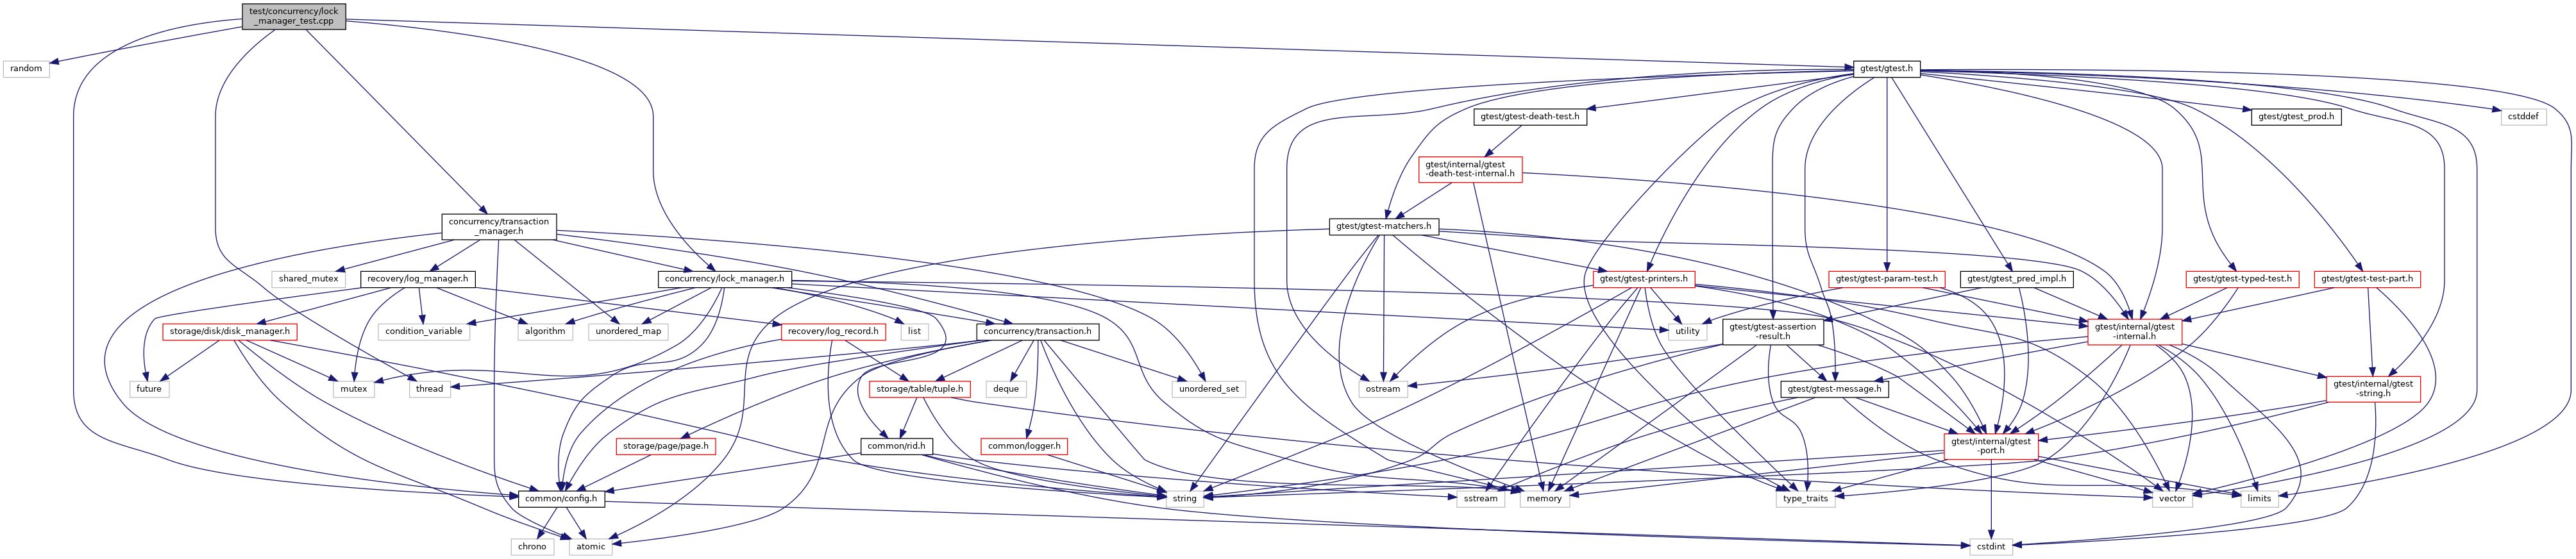 test/concurrency/lock
_manager_test.cpp
random
gtest/gtest.h
gtest/gtest-death-test.h
gtest/gtest_prod.h
cstddef
gtest/internal/gtest
-death-test-internal.h
concurrency/transaction
_manager.h
gtest/gtest-matchers.h
shared_mutex
recovery/log_manager.h
concurrency/lock_manager.h
gtest/gtest-printers.h
gtest/gtest-param-test.h
gtest/gtest_pred_impl.h
gtest/gtest-typed-test.h
gtest/gtest-test-part.h
storage/disk/disk_manager.h
condition_variable
algorithm
unordered_map
recovery/log_record.h
list
concurrency/transaction.h
utility
gtest/gtest-assertion
-result.h
gtest/internal/gtest
-internal.h
future
mutex
thread
storage/table/tuple.h
deque
unordered_set
ostream
gtest/gtest-message.h
gtest/internal/gtest
-string.h
storage/page/page.h
common/rid.h
common/logger.h
gtest/internal/gtest
-port.h
common/config.h
string
sstream
memory
type_traits
vector
limits
chrono
atomic
cstdint